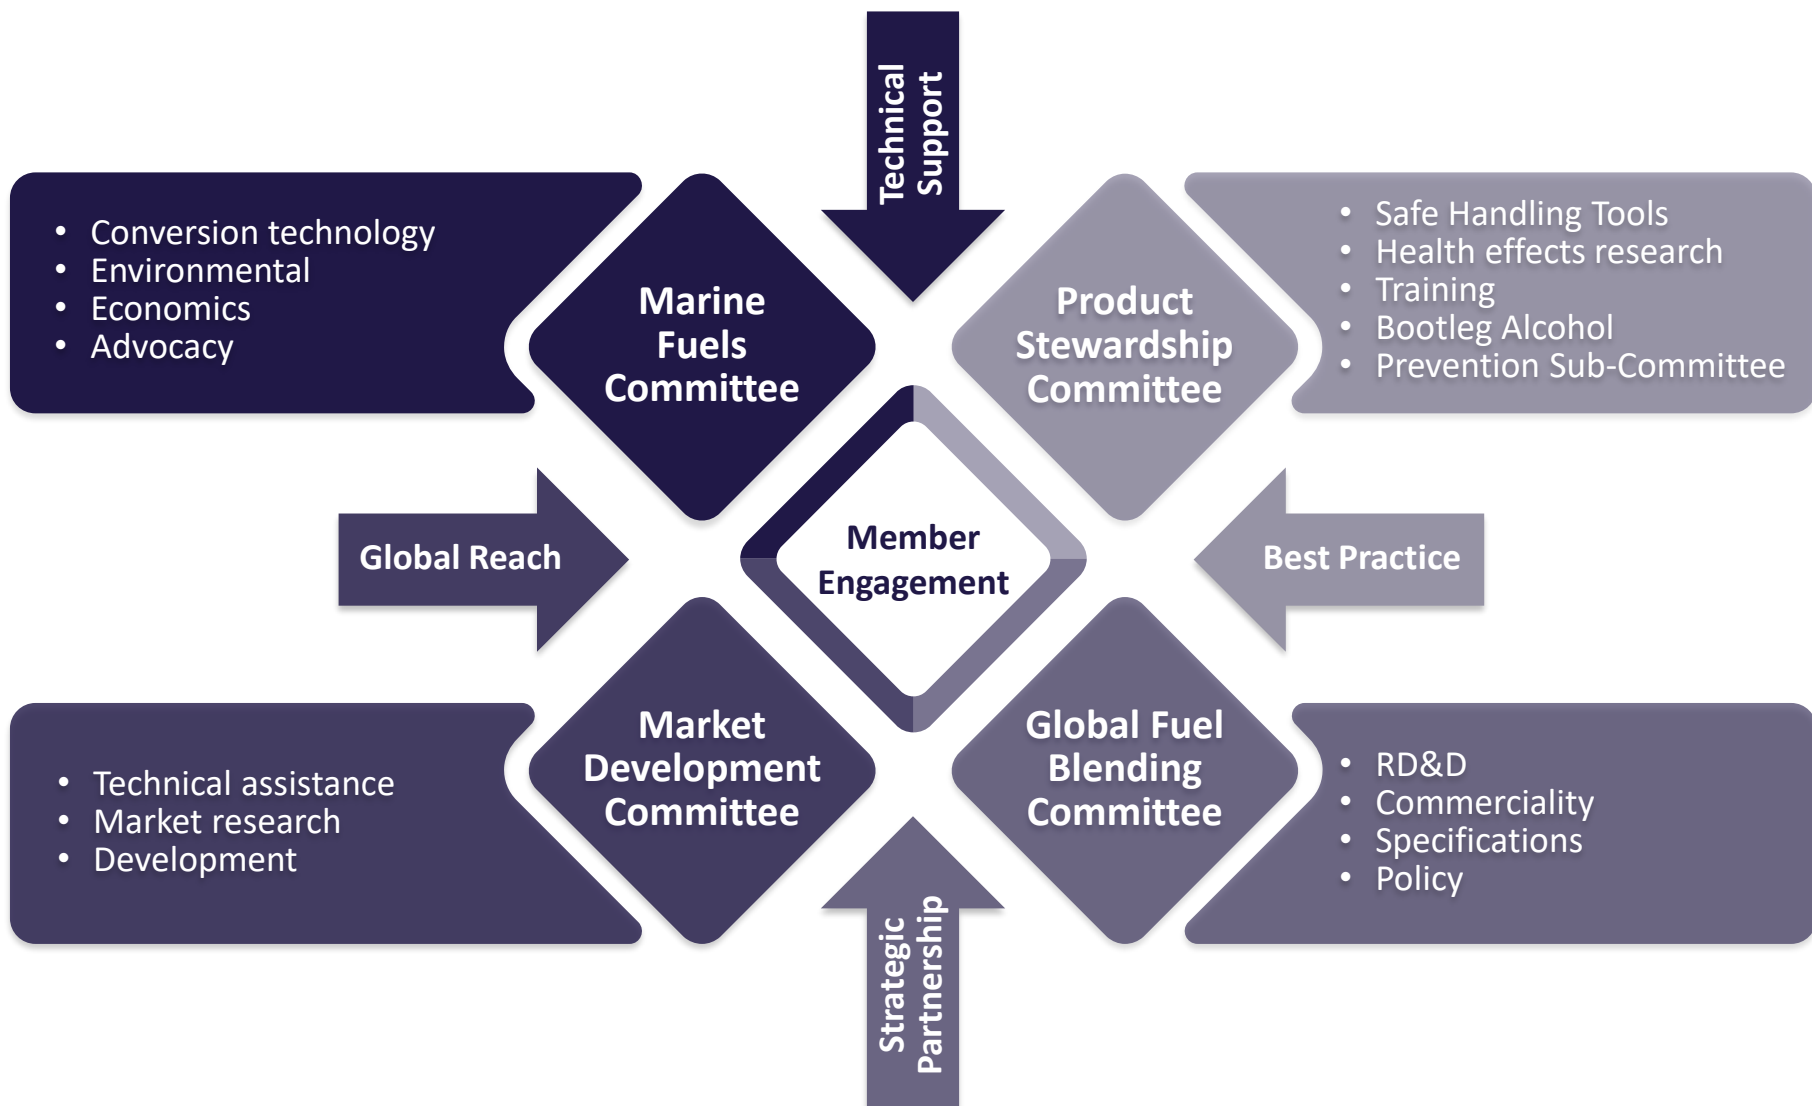 Technical
Support
• Conversion technology
• Environmental
• Economics
• Advocacy
Marine
Fuels
Committee
Product
Stewardship
Committee
• Safe Handling Tools
• Health effects research
• Training
• Bootleg Alcohol
• Prevention Sub-Committee
Global Reach
Member
Engagement
Best Practice
• Technical assistance
• Market research
• Development
Market
Development
Committee
Global Fuel
Blending
Committee
• RD&D
• Commerciality
• Specifications
• Policy
Strategic
Partnership